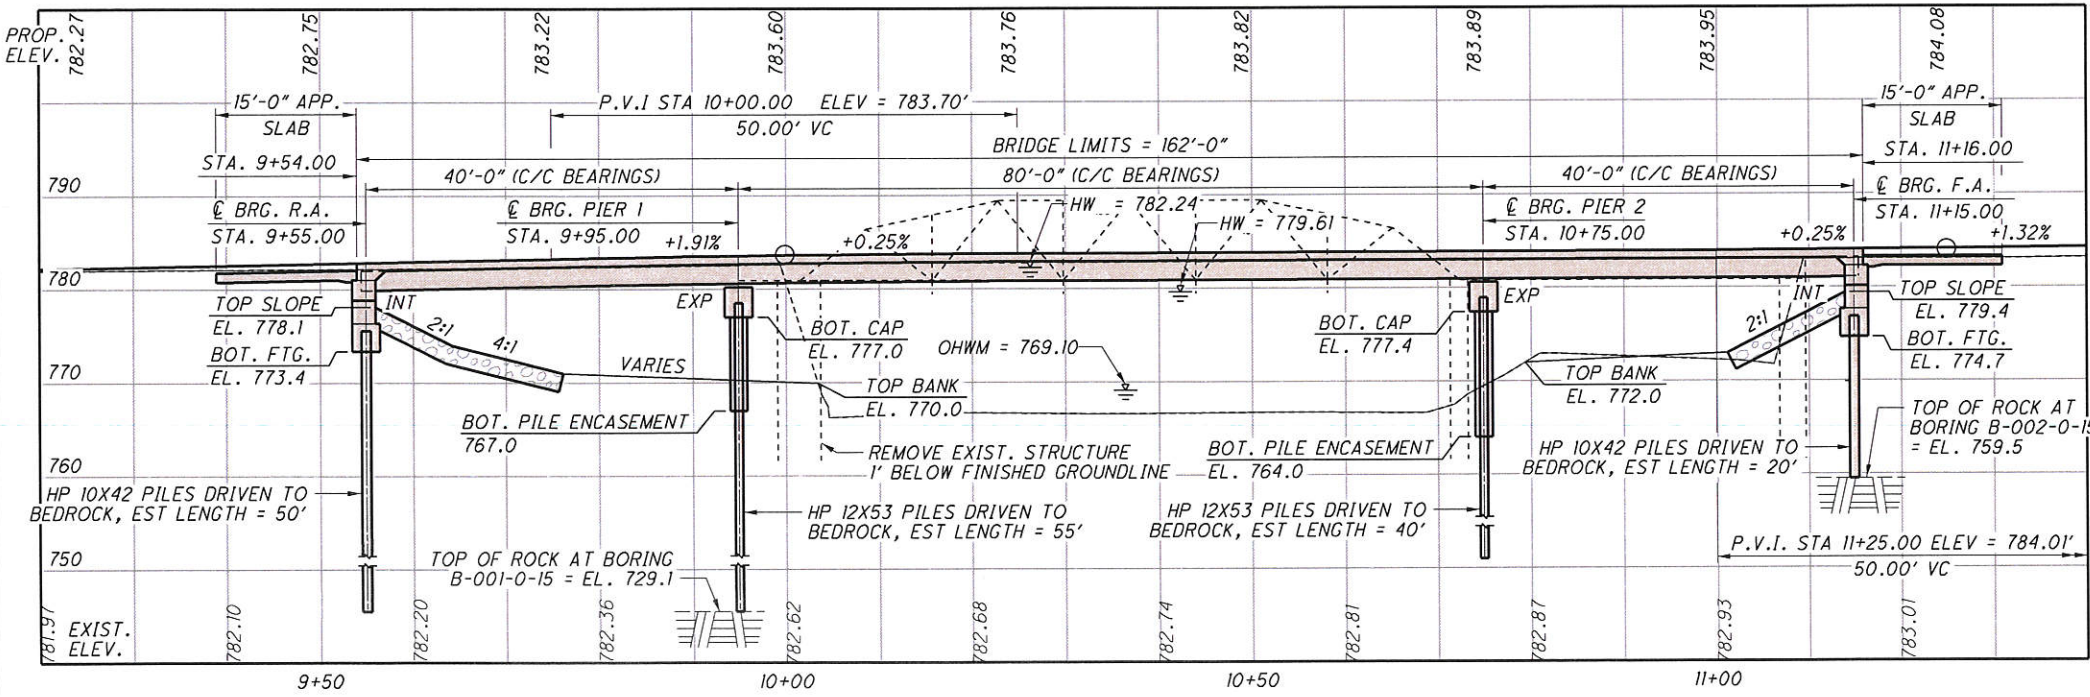 PROP.
ELEV.
782.27
782.75
783.22
783.60
783.76
783.82
783.89
783.95
784.08
15'-0" APP.
SLAB
P.V.I STA 10+00.00 ELEV = 783.70'
50.00' VC
15'-0" APP.
SLAB
BRIDGE LIMITS = 162'-0"
STA. 9+54.00
STA. 11+16.00
790
40'-0" (C/C BEARINGS)
80'-0" (C/C BEARINGS)
40'-0" (C/C BEARINGS)
℄ BRG. R.A.
STA. 9+55.00
℄ BRG. PIER 1
STA. 9+95.00
+1.91%
+0.25%
HW = 782.24
HW = 779.61
℄ BRG. PIER 2
STA. 10+75.00
℄ BRG. F.A.
STA. 11+15.00
+0.25%
+1.32%
780
INT
EXP
EXP
INT
TOP SLOPE
EL. 778.1
TOP SLOPE
EL. 779.4
2:1
4:1
2:1
BOT. FTG.
EL. 773.4
BOT. CAP
EL. 777.0
BOT. CAP
EL. 777.4
BOT. FTG.
EL. 774.7
OHWM = 769.10
VARIES
770
TOP BANK
EL. 770.0
TOP BANK
EL. 772.0
BOT. PILE ENCASEMENT
767.0
REMOVE EXIST. STRUCTURE
1' BELOW FINISHED GROUNDLINE
BOT. PILE ENCASEMENT
EL. 764.0
TOP OF ROCK AT
BORING B-002-0-15
= EL. 759.5
760
HP 10X42 PILES DRIVEN TO
BEDROCK, EST LENGTH = 50'
HP 12X53 PILES DRIVEN TO
BEDROCK, EST LENGTH = 55'
HP 12X53 PILES DRIVEN TO
BEDROCK, EST LENGTH = 40'
HP 10X42 PILES DRIVEN TO
BEDROCK, EST LENGTH = 20'
750
TOP OF ROCK AT BORING
B-001-0-15 = EL. 729.1
P.V.I. STA 11+25.00 ELEV = 784.01'
50.00' VC
EXIST.
ELEV.
781.97
782.10
782.20
782.36
782.62
782.68
782.74
782.81
782.87
782.93
783.01
9+50
10+00
10+50
11+00